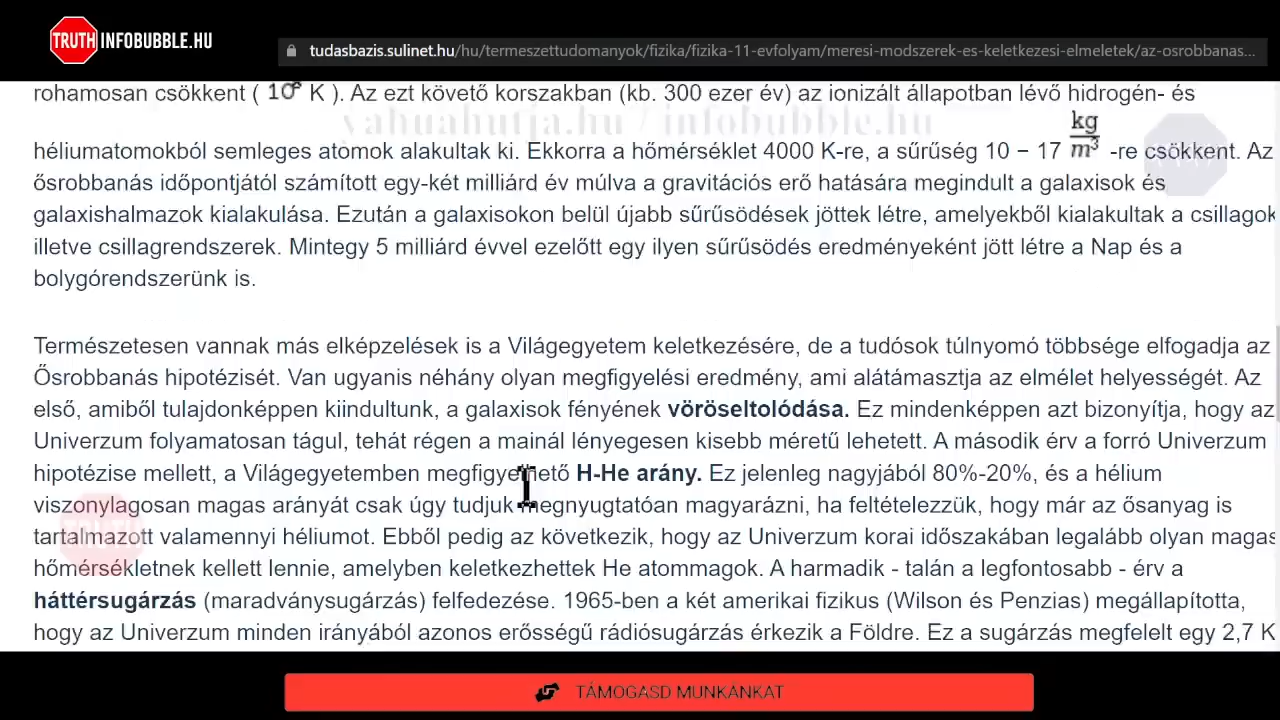 TRUTH INFOBUBBLE.HU
tudasbazis.sulinet.hu/hu/termeszettudomanyok/fizika/fizika-11-evfolyam/meresi-modszerek-es-keletkezesi-elmeletek/az-osrobbanas...
rohamosan csökkent ( K ). Az ezt követő korszakban (kb. 300 ezer év) az ionizált állapotban lévő hidrogén- és
yahuahutja.hu / infobubble.hu
héliumatomokból semleges atomok alakultak ki. Ekkorra a hőmérséklet 4000 K-re, a sűrűség 10 − 17 kg/m³ -re csökkent. Az
ősrobbanás időpontjától számított egy-két milliárd év múlva a gravitációs erő hatására megindult a galaxisok és
galaxishalmazok kialakulása. Ezután a galaxisokon belül újabb sűrűsödések jöttek létre, amelyekből kialakultak a csillagok
illetve csillagrendszerek. Mintegy 5 milliárd évvel ezelőtt egy ilyen sűrűsödés eredményeként jött létre a Nap és a
bolygórendszerünk is.
Természetesen vannak más elképzelések is a Világegyetem keletkezésére, de a tudósok túlnyomó többsége elfogadja az
Ősrobbanás hipotézisét. Van ugyanis néhány olyan megfigyelési eredmény, ami alátámasztja az elmélet helyességét. Az
első, amiből tulajdonképpen kiindultunk, a galaxisok fényének vöröseltolódása. Ez mindenképpen azt bizonyítja, hogy az
Univerzum folyamatosan tágul, tehát régen a mainál lényegesen kisebb méretű lehetett. A második érv a forró Univerzum
hipotézise mellett, a Világegyetemben megfigyelhető H-He arány. Ez jelenleg nagyjából 80%-20%, és a hélium
viszonylagosan magas arányát csak úgy tudjuk megnyugtatóan magyarázni, ha feltételezzük, hogy már az ősanyag is
tartalmazott valamennyi héliumot. Ebből pedig az következik, hogy az Univerzum korai időszakában legalább olyan magas
hőmérsékletnek kellett lennie, amelyben keletkezhettek He atommagok. A harmadik - talán a legfontosabb - érv a
háttérsugárzás (maradványsugárzás) felfedezése. 1965-ben a két amerikai fizikus (Wilson és Penzias) megállapította,
hogy az Univerzum minden irányából azonos erősségű rádiósugárzás érkezik a Földre. Ez a sugárzás megfelelt egy 2,7 K
TRUTH
TÁMOGASD MUNKÁNKAT